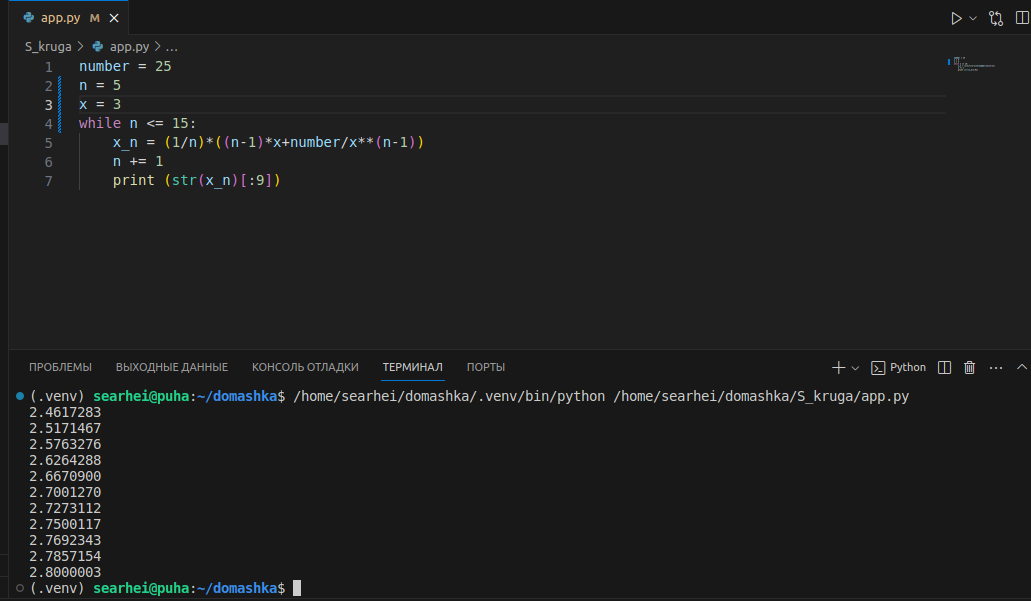 app.py M
S_kruga > app.py > ...
1 number = 25
2 n = 5
3 x = 3
4 while n <= 15:
5 x_n = (1/n)*((n-1)*x+number/x**(n-1))
6 n += 1
7 print (str(x_n)[:9])
ПРОБЛЕМЫ ВЫХОДНЫЕ ДАННЫЕ КОНСОЛЬ ОТЛАДКИ ТЕРМИНАЛ ПОРТЫ Python
(.venv) searhei@puha:~/domashka$ /home/searhei/domashka/.venv/bin/python /home/searhei/domashka/S_kruga/app.py
2.4617283
2.5171467
2.5763276
2.6264288
2.6670900
2.7001270
2.7273112
2.7500117
2.7692343
2.7857154
2.8000003
(.venv) searhei@puha:~/domashka$